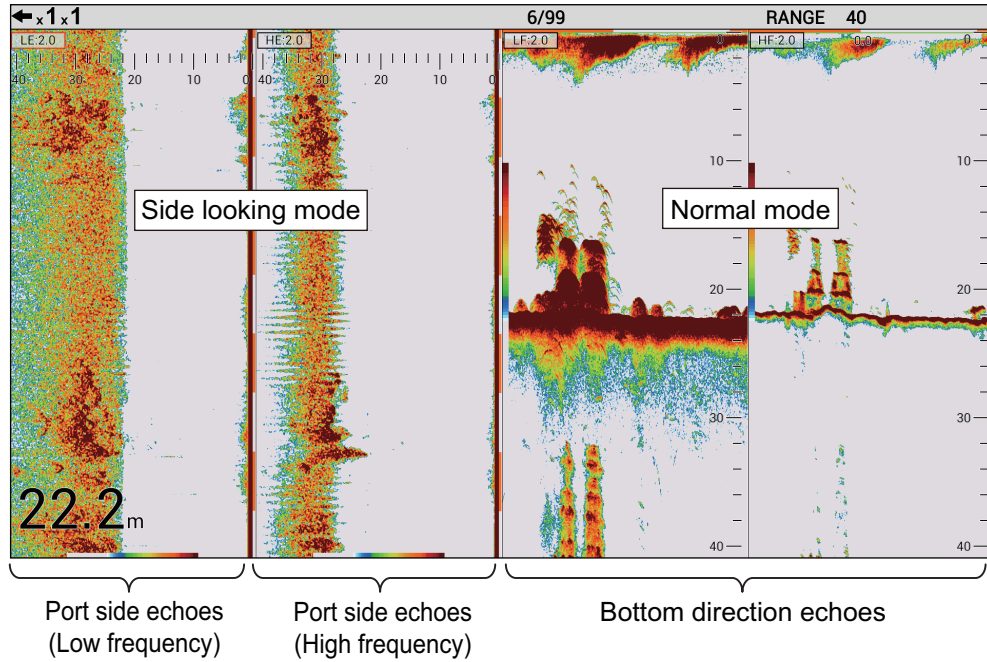 ←x1x1 6/99 RANGE 40
LE:2.0 HE:2.0 LF:2.0 0 HF:2.0 0.0 0
40 30 20 10 0 40 30 20 10 0
10 10
Side looking mode Normal mode
20 20
30 30
22.2m
40 40
Port side echoes
(Low frequency)
Port side echoes
(High frequency)
Bottom direction echoes